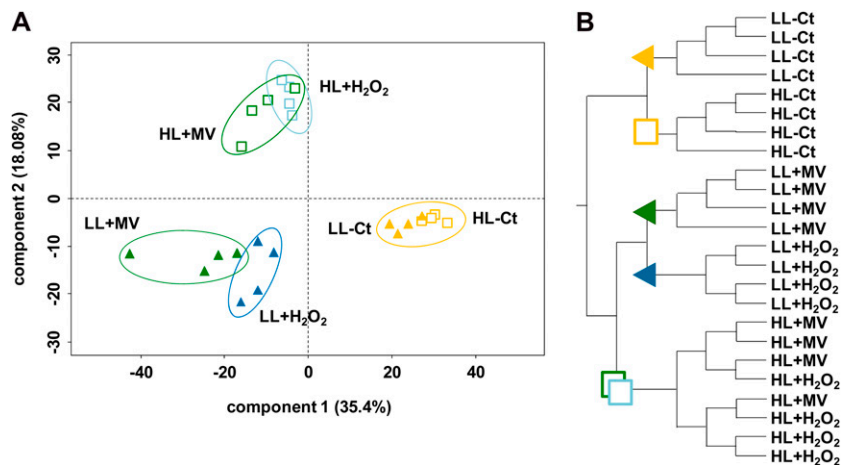 A
component 2 (18.08%)
30
20
10
0
-10
-20
-30
HL+H₂O₂
HL+MV
LL+MV
LL-Ct
HL-Ct
LL+H₂O₂
-40
-20
0
20
40
component 1 (35.4%)
B
LL-Ct
LL-Ct
LL-Ct
LL-Ct
HL-Ct
HL-Ct
HL-Ct
HL-Ct
LL+MV
LL+MV
LL+MV
LL+MV
LL+H₂O₂
LL+H₂O₂
LL+H₂O₂
LL+H₂O₂
HL+MV
HL+MV
HL+MV
HL+H₂O₂
HL+MV
HL+H₂O₂
HL+H₂O₂
HL+H₂O₂